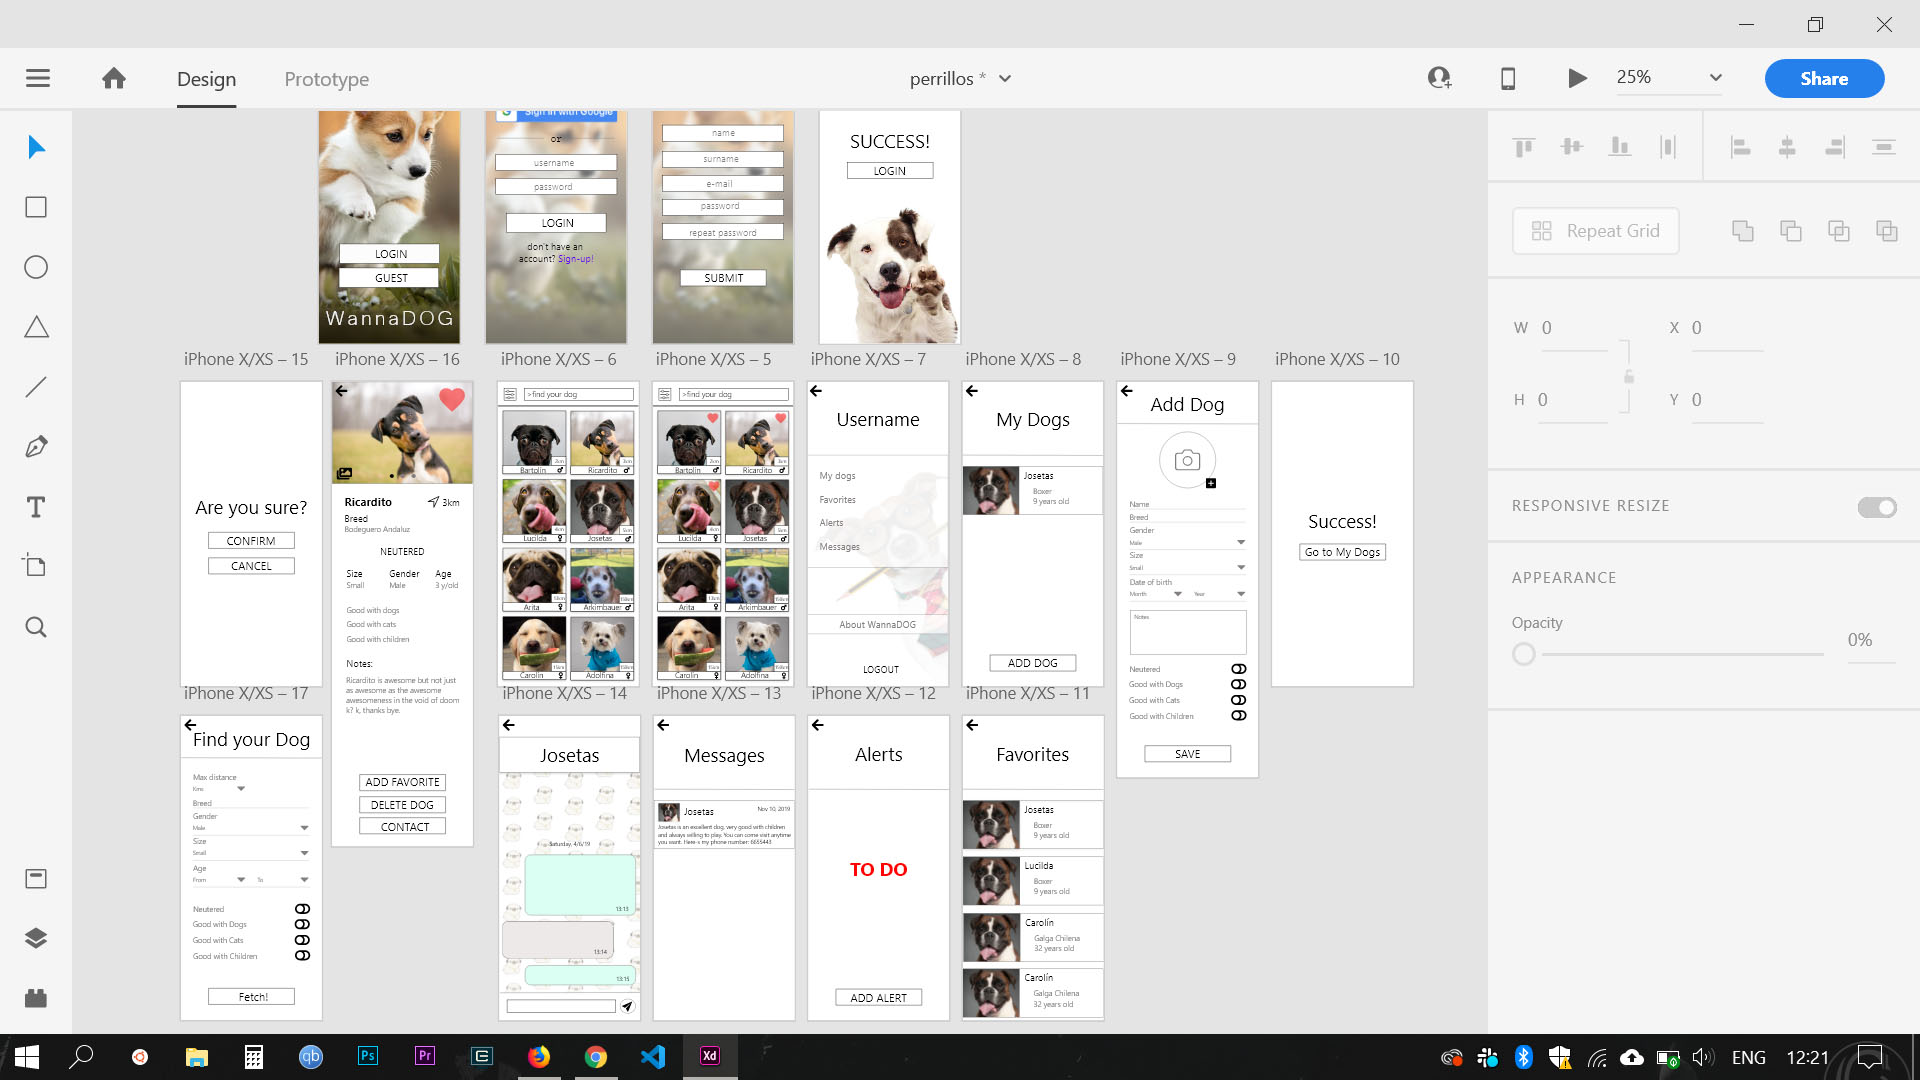 Design
Prototype
perrillos *
25%
Share
Sign in with Google
or
username
password
LOGIN
don't have an
account? Sign-up!
LOGIN
GUEST
WannaDOG
name
surname
e-mail
password
repeat password
SUBMIT
SUCCESS!
LOGIN
iPhone X/XS – 15
iPhone X/XS – 16
iPhone X/XS – 6
iPhone X/XS – 5
iPhone X/XS – 7
iPhone X/XS – 8
iPhone X/XS – 9
iPhone X/XS – 10
Are you sure?
CONFIRM
CANCEL
Ricardito
3km
Breed
Bodeguero Andaluz
NEUTERED
Size
Gender
Age
Small
Male
3 y/old
Good with dogs
Good with cats
Good with children
Notes:
Ricardito is awesome but not just
as awesome as the awesome
awesomeness in the void of doom
k? k, thanks bye.
ADD FAVORITE
DELETE DOG
CONTACT
>find your dog
Bartolín
Ricardito
Lucilda
Josetas
Arita
Arkimbauer
Carolín
Adolfina
>find your dog
Bartolín
Ricardito
Lucilda
Josetas
Arita
Arkimbauer
Carolín
Adolfina
Username
My dogs
Favorites
Alerts
Messages
About WannaDOG
LOGOUT
My Dogs
Josetas
Boxer
9 years old
ADD DOG
Add Dog
Name
Breed
Gender
Male
Size
Small
Date of birth
Month
Year
Notes
Neutered
Good with Dogs
Good with Cats
Good with Children
SAVE
Success!
Go to My Dogs
iPhone X/XS – 17
iPhone X/XS – 14
iPhone X/XS – 13
iPhone X/XS – 12
iPhone X/XS – 11
Find your Dog
Max distance
Kms
Breed
Gender
Male
Size
Small
Age
From
To
Neutered
Good with Dogs
Good with Cats
Good with Children
Fetch!
Josetas
Saturday, 4/6/19
13:13
13:14
13:15
Messages
Josetas
Nov 10, 2019
Josetas is an excellent dog, very good with children
and always willing to play. You can come visit anytime
you want. Here's my phone number: 6655443
Alerts
TO DO
ADD ALERT
Favorites
Josetas
Boxer
9 years old
Lucilda
Boxer
9 years old
Carolín
Galga Chilena
32 years old
Carolín
Galga Chilena
32 years old
Repeat Grid
W 0
X 0
H 0
Y 0
RESPONSIVE RESIZE
APPEARANCE
Opacity
0%
qb
Ps
Pr
Xd
ENG
12:21